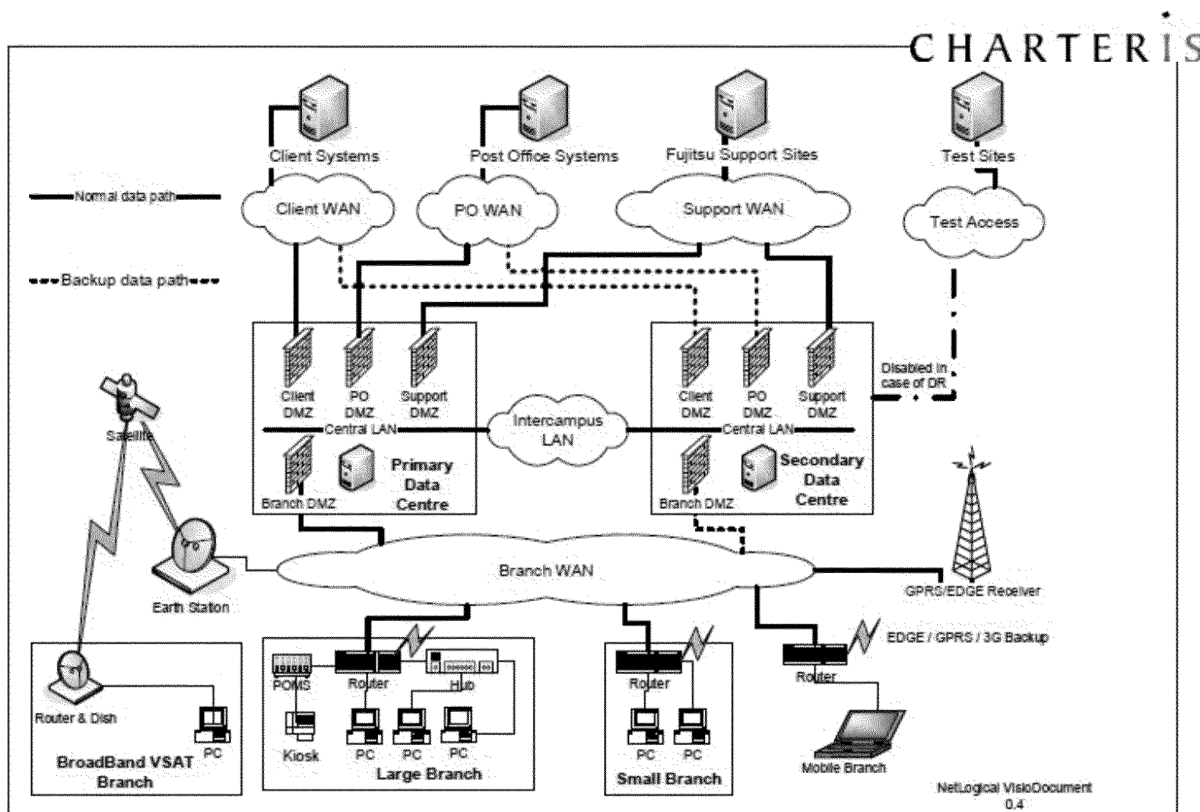 CHARTERIS
Client Systems
Post Office Systems
Fujitsu Support Sites
Test Sites
Normal data path
Client WAN
PO WAN
Support WAN
Test Access
Backup data path
Client
DMZ
PO
DMZ
Support
DMZ
Client
DMZ
PO
DMZ
Support
DMZ
Disabled in
case of DR
Satellite
Central LAN
Intercampus
LAN
Central LAN
Primary
Data
Centre
Branch DMZ
Secondary
Data
Centre
Branch DMZ
Branch WAN
Earth Station
GPRS/EDGE Receiver
EDGE / GPRS / 3G Backup
Router & Dish
PC
BroadBand VSAT
Branch
POMS
Router
Hub
Kiosk
PC
PC
PC
Large Branch
Router
PC
PC
Small Branch
Router
Mobile Branch
NetLogical VisioDocument
0.4